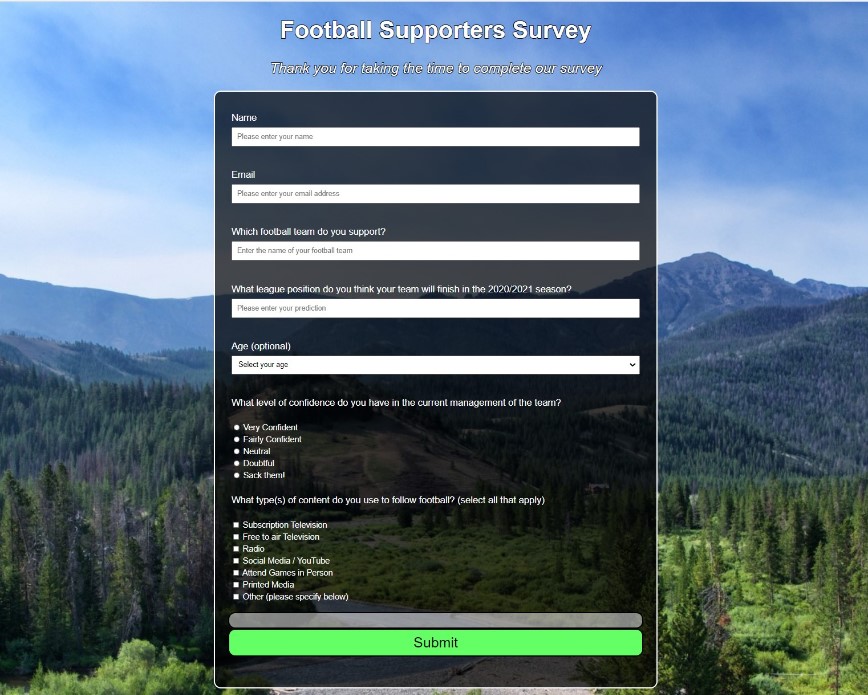 Football Supporters Survey
Thank you for taking the time to complete our survey
Name
Please enter your name
Email
Please enter your email address
Which football team do you support?
Enter the name of your football team
What league position do you think your team will finish in the 2020/2021 season?
Please enter your prediction
Age (optional)
Select your age
What level of confidence do you have in the current management of the team?
Very Confident
Fairly Confident
Neutral
Doubtful
Sack them!
What type(s) of content do you use to follow football? (select all that apply)
Subscription Television
Free to air Television
Radio
Social Media / YouTube
Attend Games in Person
Printed Media
Other (please specify below)
Submit